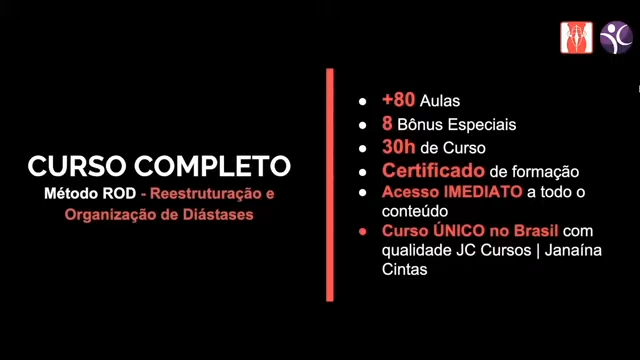 CURSO COMPLETO
Método ROD - Reestruturação e
Organização de Diástases
● +80 Aulas
● 8 Bônus Especiais
● 30h de Curso
● Certificado de formação
● Acesso IMEDIATO a todo o
conteúdo
● Curso ÚNICO no Brasil com
qualidade JC Cursos | Janaína
Cintas